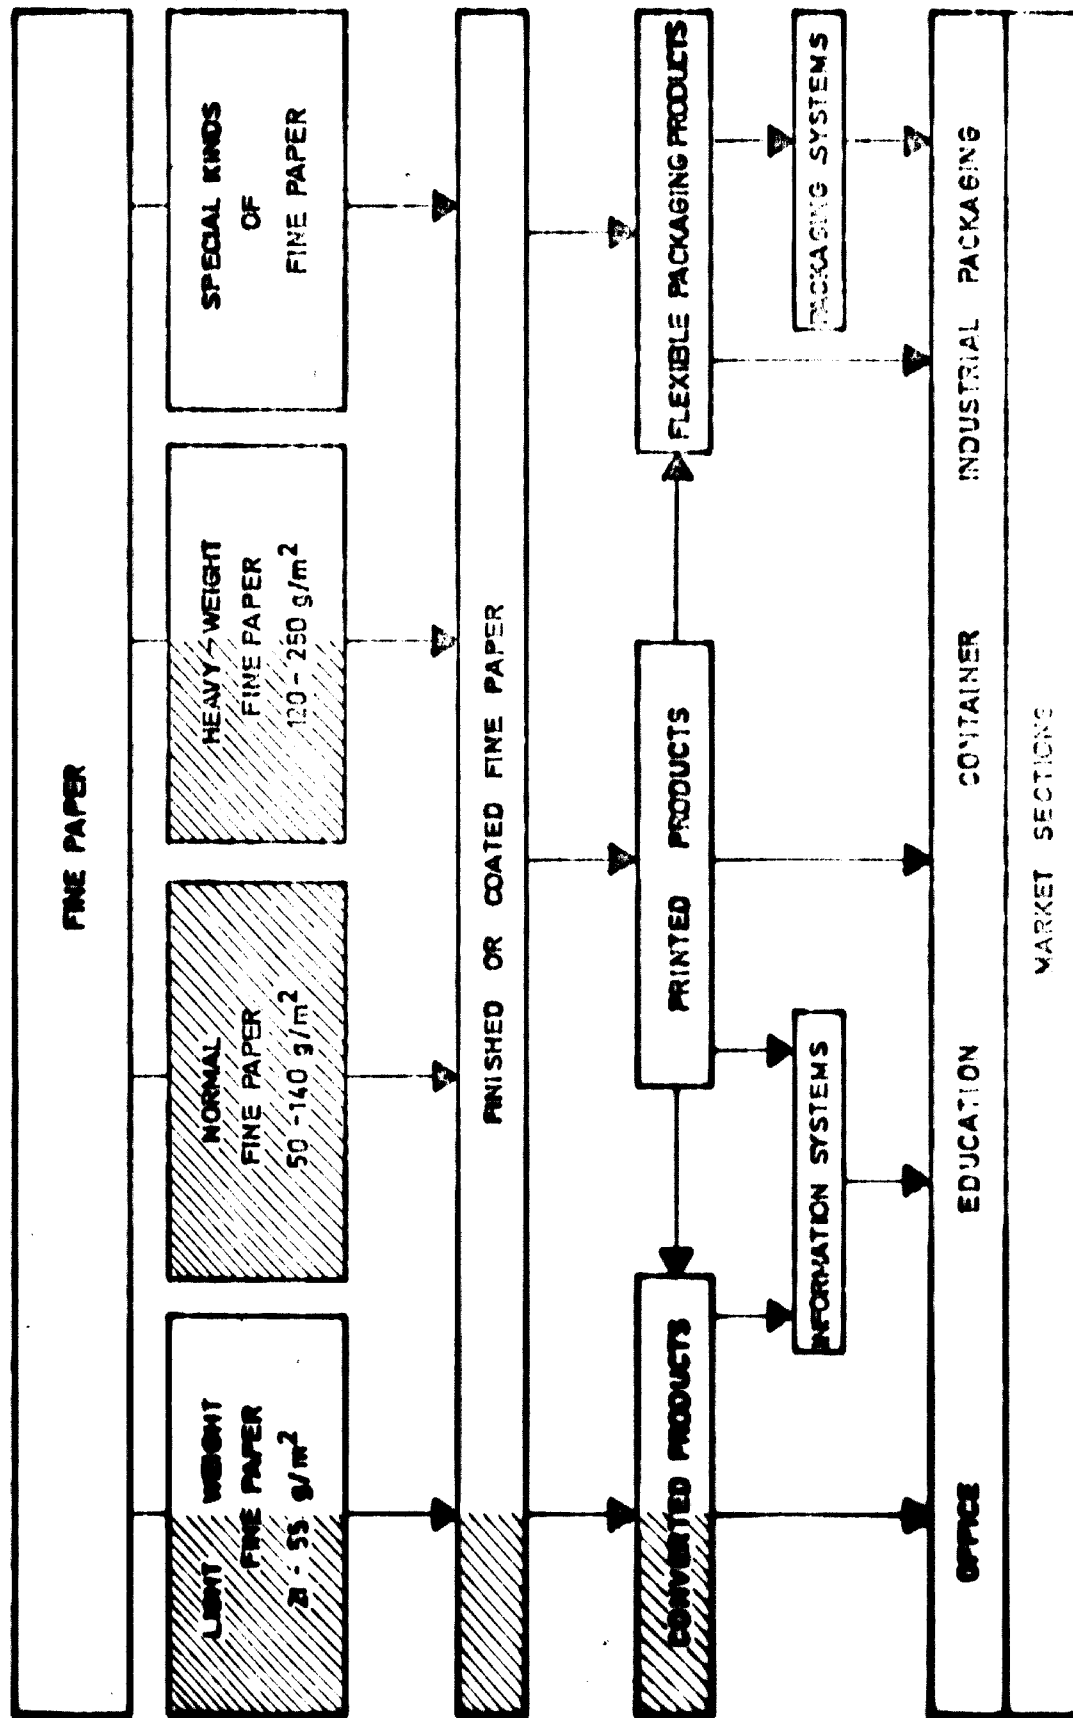 FINE PAPER
LIGHT WEIGHT
FINE PAPER
21 - 55 g/m²
NORMAL
FINE PAPER
50 - 140 g/m²
HEAVY-WEIGHT
FINE PAPER
120 - 250 g/m²
SPECIAL KINDS
OF
FINE PAPER
FINISHED OR COATED FINE PAPER
CONVERTED PRODUCTS
PRINTED PRODUCTS
FLEXIBLE PACKAGING PRODUCTS
INFORMATION SYSTEMS
PACKAGING SYSTEMS
OFFICE EDUCATION CONTAINER INDUSTRIAL PACKAGING
MARKET SECTIONS